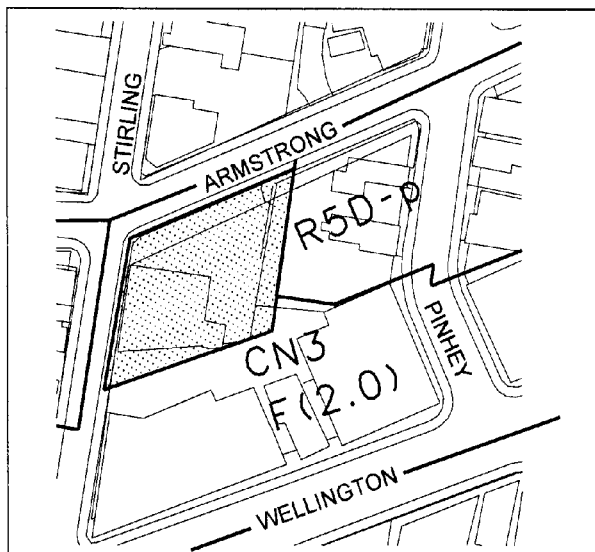 STIRLING
ARMSTRONG
R5D-p
CN3
F(2.0)
PINHEY
WELLINGTON